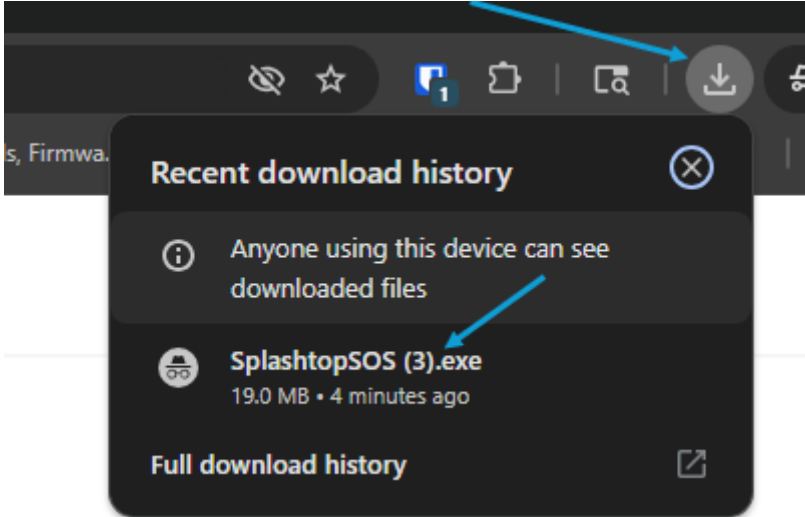 1
ls, Firmwa.
Recent download history
Anyone using this device can see
downloaded files
SplashtopSOS (3).exe
19.0 MB • 4 minutes ago
Full download history